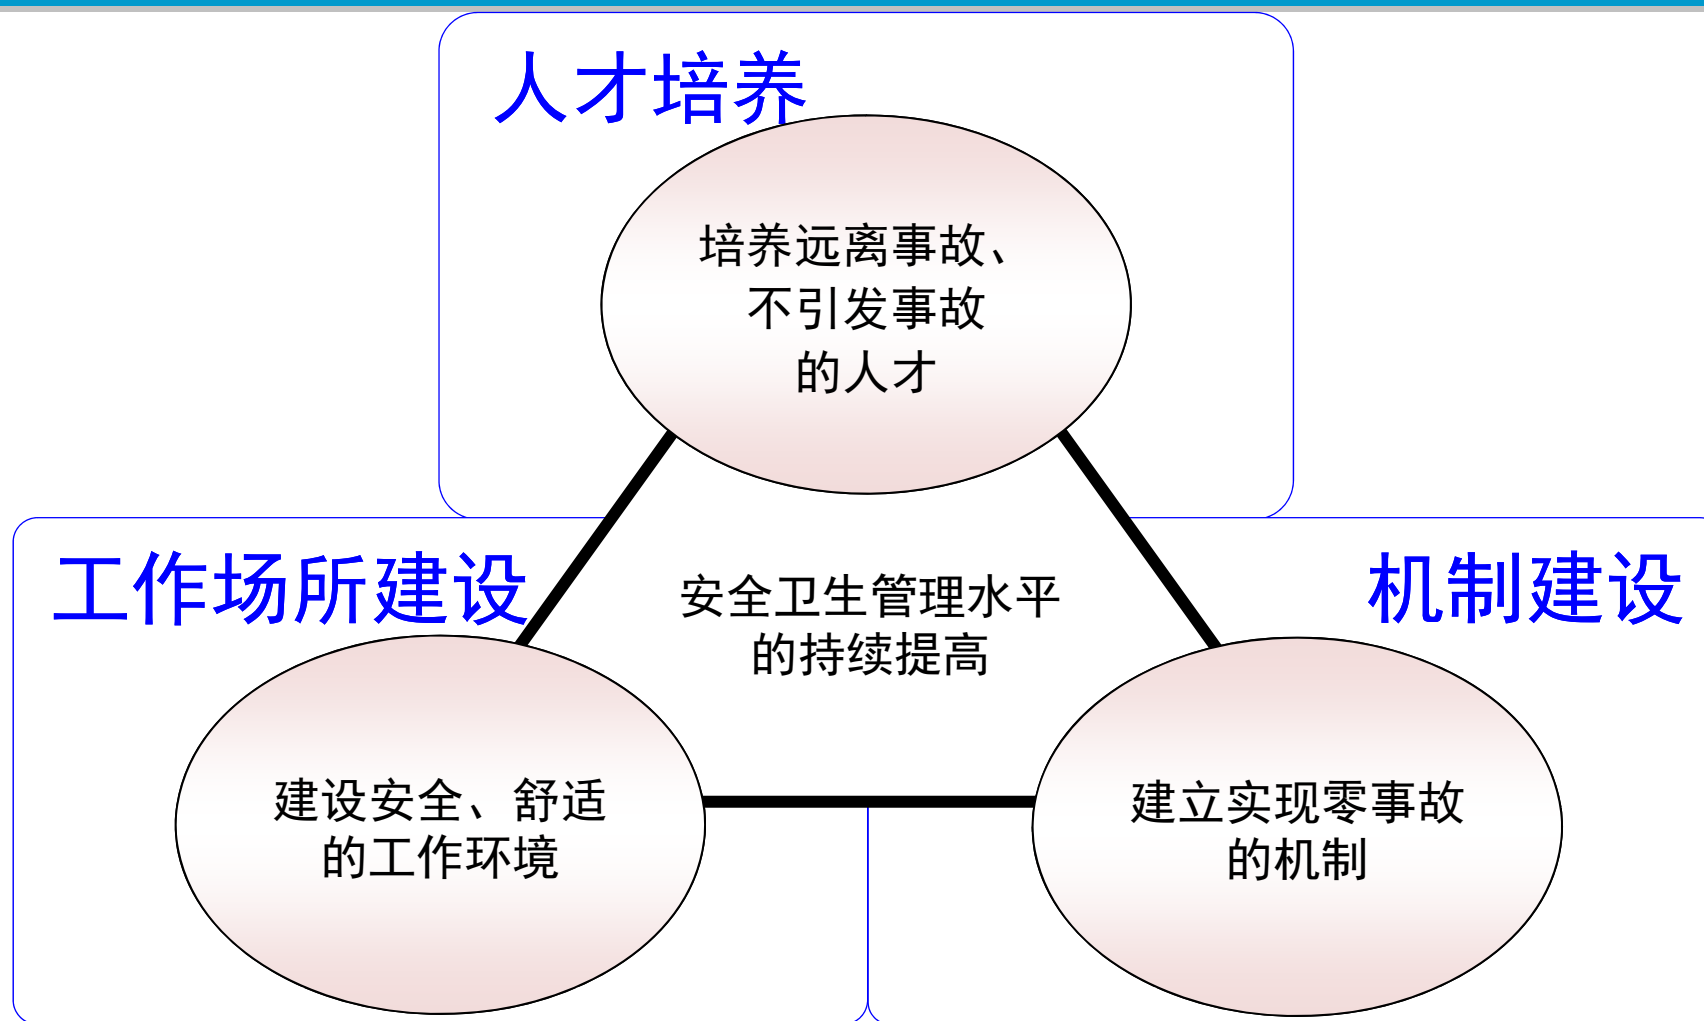 人才培养
培养远离事故、
不引发事故
的人才
工作场所建设
机制建设
安全卫生管理水平
的持续提高
建设安全、舒适
的工作环境
建立实现零事故
的机制